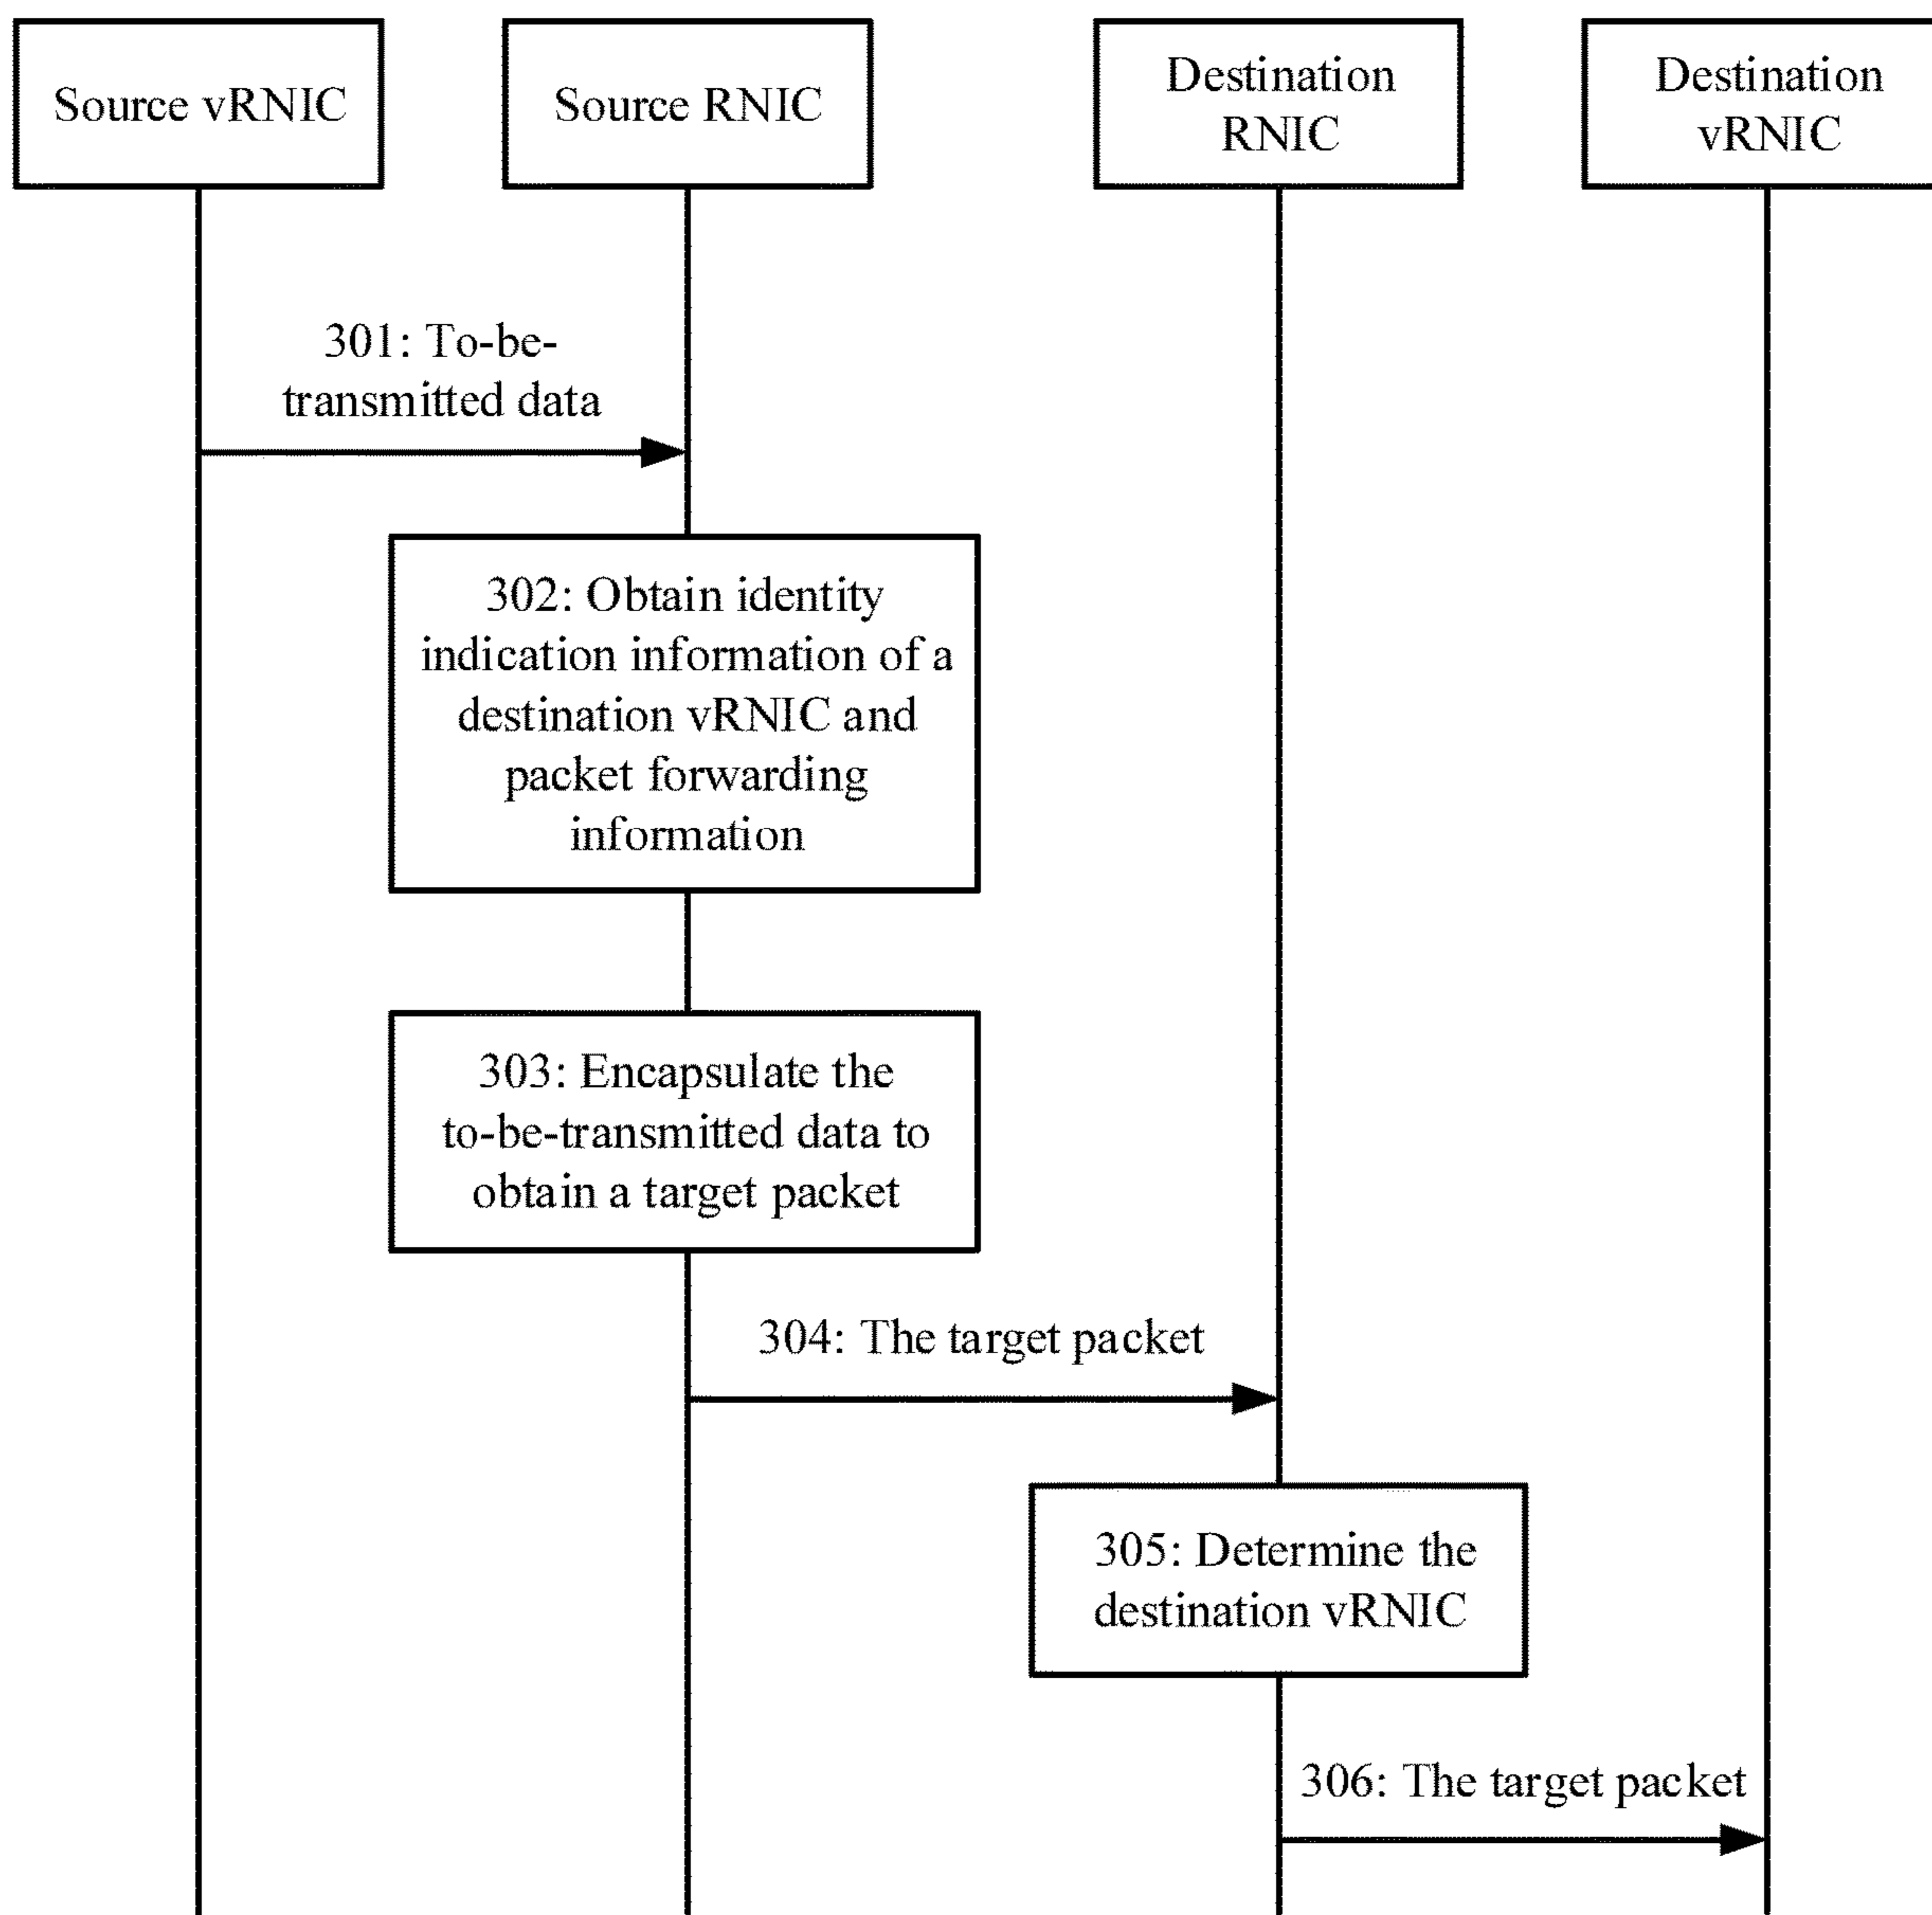 Source vRNIC
Source RNIC
Destination
RNIC
Destination
vRNIC
301: To-be-
transmitted data
302: Obtain identity
indication information of a
destination vRNIC and
packet forwarding
information
303: Encapsulate the
to-be-transmitted data to
obtain a target packet
304: The target packet
305: Determine the
destination vRNIC
306: The target packet